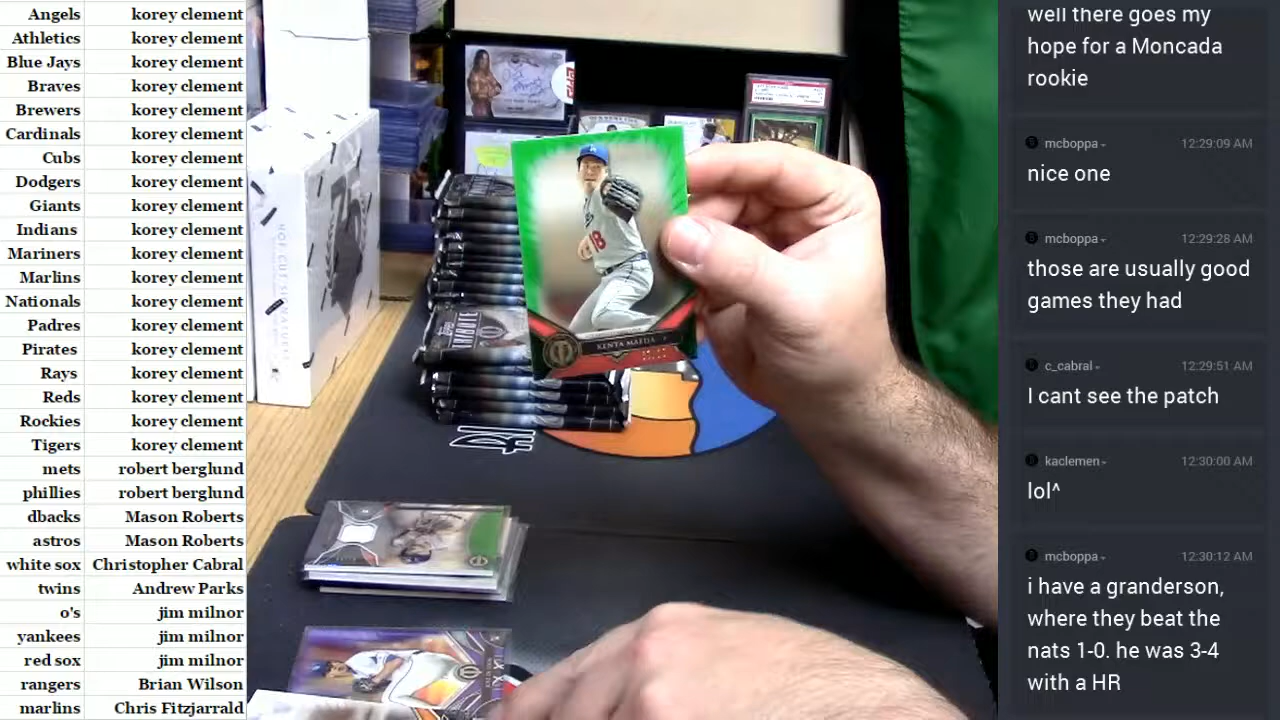 Angels korey clement
Athletics korey clement
Blue Jays korey clement
Braves korey clement
Brewers korey clement
Cardinals korey clement
Cubs korey clement
Dodgers korey clement
Giants korey clement
Indians korey clement
Mariners korey clement
Marlins korey clement
Nationals korey clement
Padres korey clement
Pirates korey clement
Rays korey clement
Reds korey clement
Rockies korey clement
Tigers korey clement
mets robert berglund
phillies robert berglund
dbacks Mason Roberts
astros Mason Roberts
white sox Christopher Cabral
twins Andrew Parks
o's jim milnor
yankees jim milnor
red sox jim milnor
rangers Brian Wilson
marlins Chris Fitzjarrald
TRIBUTE
18
KENTA MAEDA
well there goes my
hope for a Moncada
rookie
mcboppa 12:29:09 AM
nice one
mcboppa 12:29:28 AM
those are usually good
games they had
c_cabral 12:29:51 AM
I cant see the patch
kaclemen 12:30:00 AM
lol^
mcboppa 12:30:12 AM
i have a granderson,
where they beat the
nats 1-0. he was 3-4
with a HR